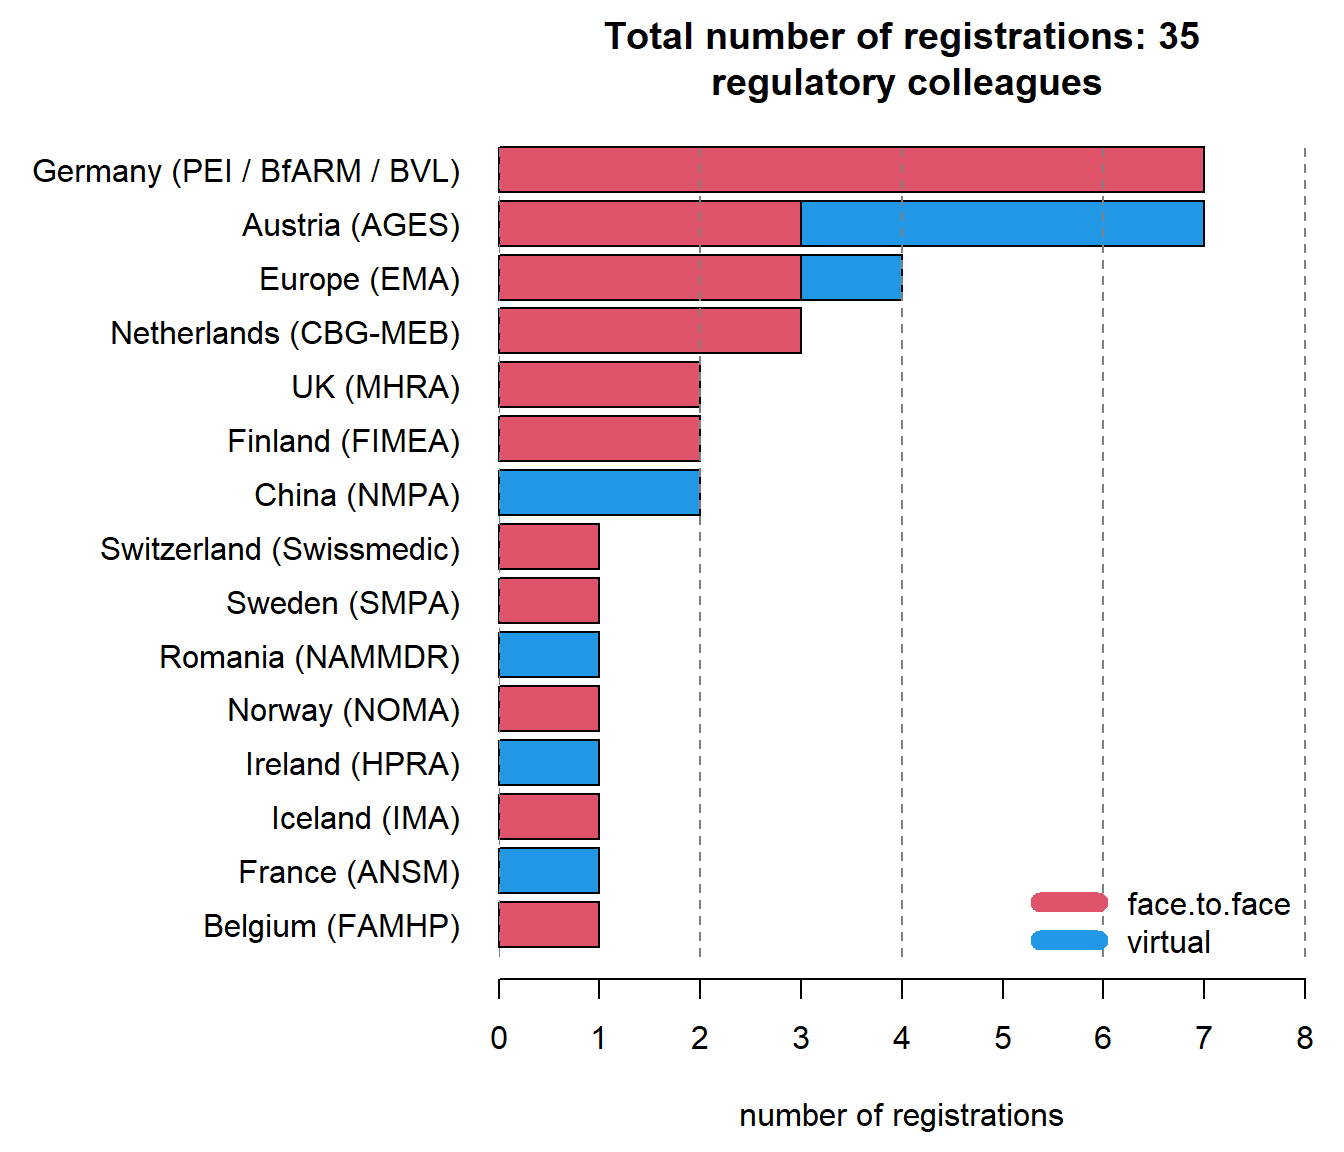 Total number of registrations: 35
regulatory colleagues
Germany (PEI / BfARM / BVL)
Austria (AGES)
Europe (EMA)
Netherlands (CBG-MEB)
UK (MHRA)
Finland (FIMEA)
China (NMPA)
Switzerland (Swissmedic)
Sweden (SMPA)
Romania (NAMMDR)
Norway (NOMA)
Ireland (HPRA)
Iceland (IMA)
France (ANSM)
Belgium (FAMHP)
face.to.face
virtual
0 1 2 3 4 5 6 7 8
number of registrations